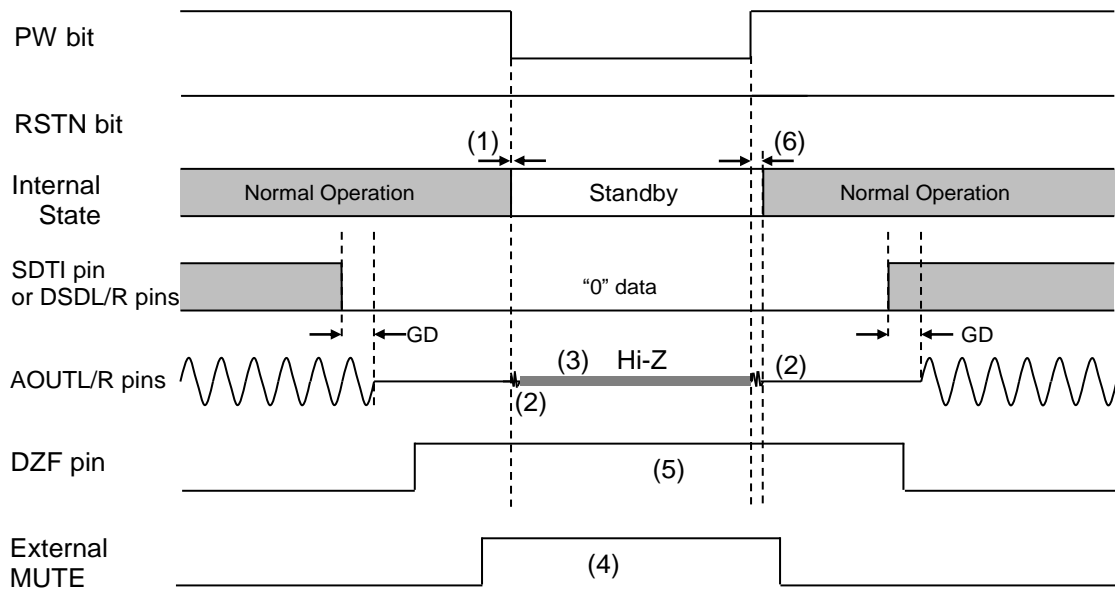 PW bit
RSTN bit
(1)
(6)
Internal
State
Normal Operation
Standby
Normal Operation
SDTI pin
or DSDL/R pins
“0” data
GD
GD
AOUTL/R pins
(3)
Hi-Z
(2)
(2)
DZF pin
(5)
External
MUTE
(4)